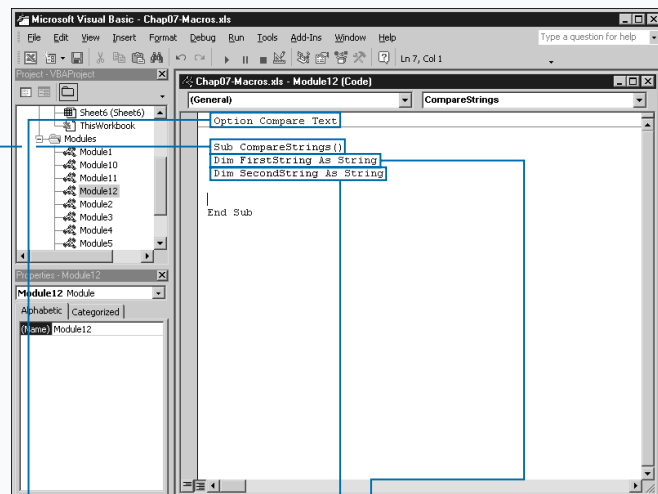 Microsoft Visual Basic - Chap07-Macros.xls
File Edit View Insert Format Debug Run Tools Add-Ins Window Help
Type a question for help
Ln 7, Col 1
Project - VBAProject
Sheet6 (Sheet6)
ThisWorkbook
Modules
Module1
Module10
Module11
Module12
Module2
Module3
Module4
Module5
Properties - Module12
Module12 Module
Alphabetic Categorized
(Name) Module12
Chap07-Macros.xls - Module12 (Code)
(General) CompareStrings
Option Compare Text
Sub CompareStrings()
Dim FirstString As String
Dim SecondString As String
End Sub